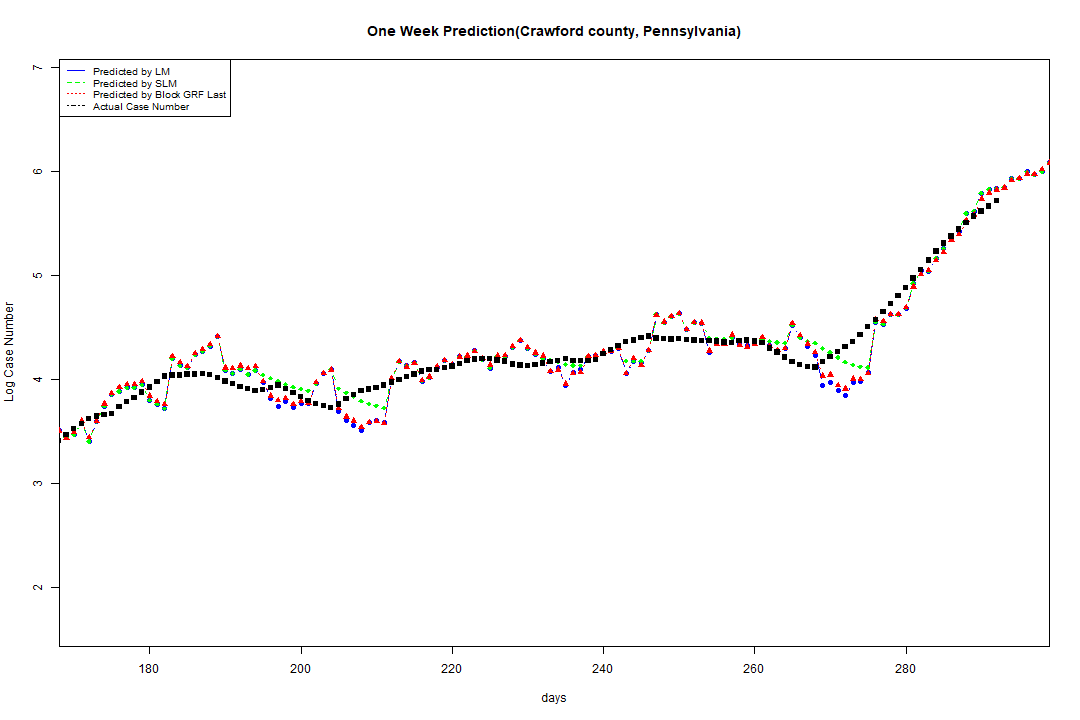 One Week Prediction(Crawford county, Pennsylvania)
Predicted by LM
Predicted by SLM
Predicted by Block GRF Last
Actual Case Number
Log Case Number
7
6
5
4
3
2
180 200 220 240 260 280
days